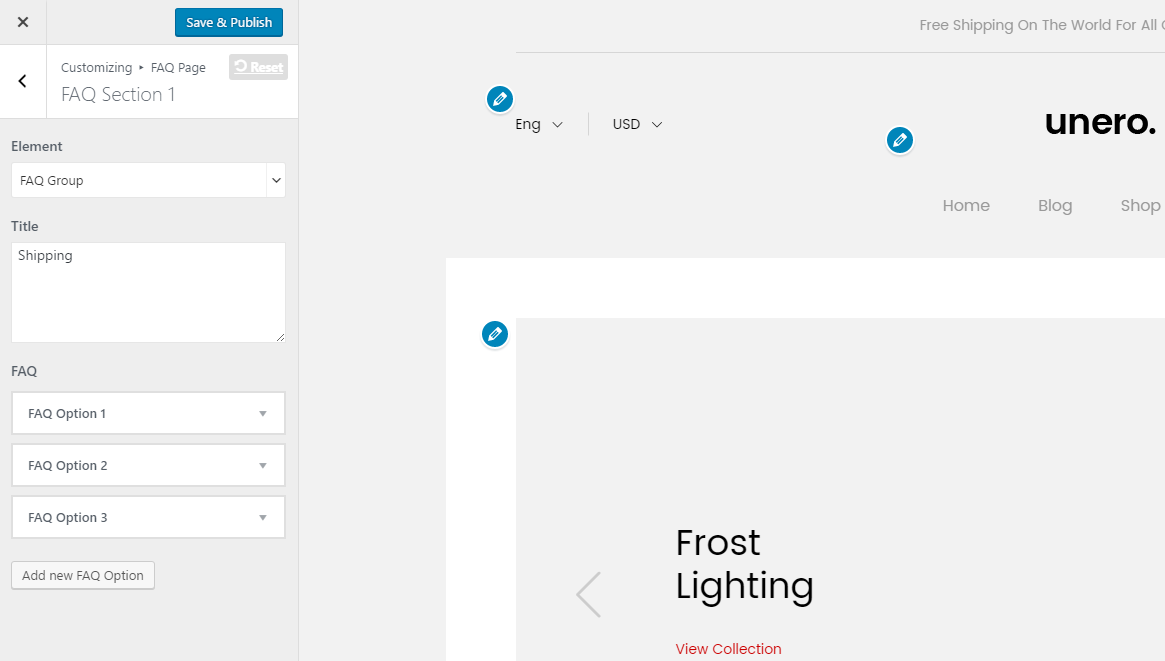 Save & Publish
Customizing ▸ FAQ Page
Reset
FAQ Section 1
Element
FAQ Group
Title
Shipping
FAQ
FAQ Option 1
FAQ Option 2
FAQ Option 3
Add new FAQ Option
Free Shipping On The World For All
Eng
USD
unero.
Home Blog Shop
Frost
Lighting
View Collection